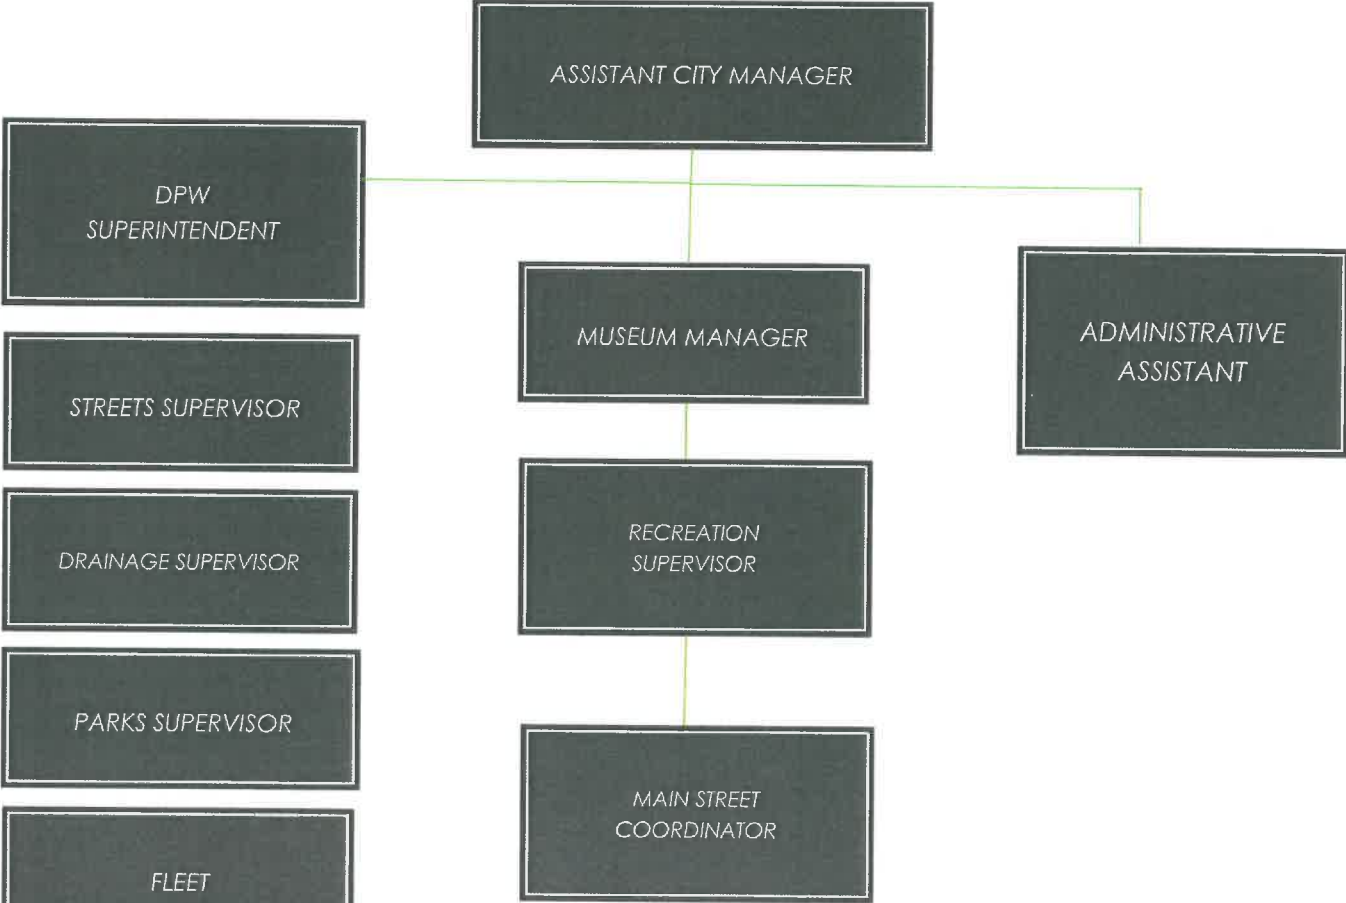 ASSISTANT CITY MANAGER
DPW
SUPERINTENDENT
MUSEUM MANAGER
ADMINISTRATIVE
ASSISTANT
STREETS SUPERVISOR
RECREATION
SUPERVISOR
DRAINAGE SUPERVISOR
PARKS SUPERVISOR
MAIN STREET
COORDINATOR
FLEET